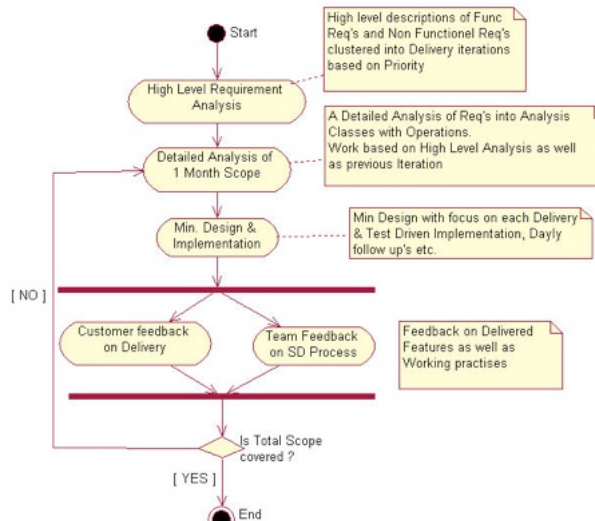 Start
High level descriptions of Func
Req's and Non Functionel Req's
clustered into Delivery iterations
based on Priority
High Level Requirement
Analysis
A Detailed Analysis of Req's into Analysis
Classes with Operations.
Work based on High Level Analysis as well
as previous Iteration
Detailed Analysis of
1 Month Scope
Min. Design &
Implementation
Min Design with focus on each Delivery
& Test Driven Implementation, Dayly
follow up's etc.
[ NO ]
Customer feedback
on Delivery
Team Feedback
on SD Process
Feedback on Delivered
Features as well as
Working practises
Is Total Scope
covered ?
[ YES ]
End